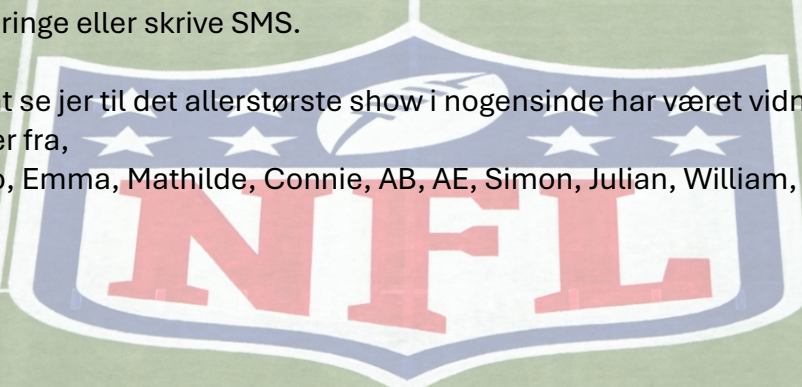 ringe eller skrive SMS.
t se jer til det allerstørste show i nogensinde har været vidn
er fra,
, Emma, Mathilde, Connie, AB, AE, Simon, Julian, William,
NFL